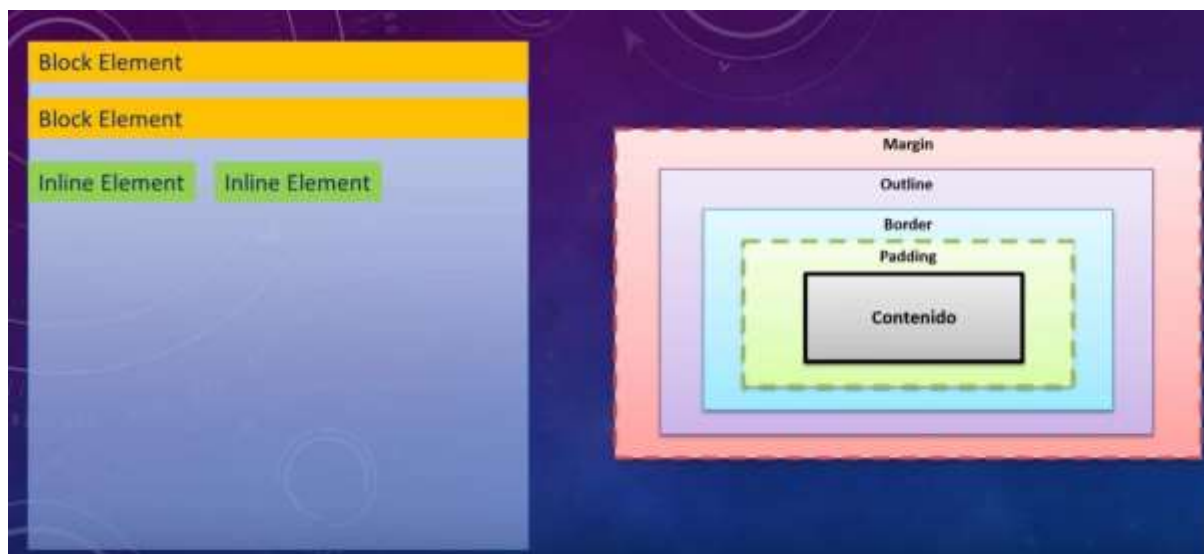 Block Element
Block Element
Inline Element Inline Element
Margin
Outline
Border
Padding
Contenido